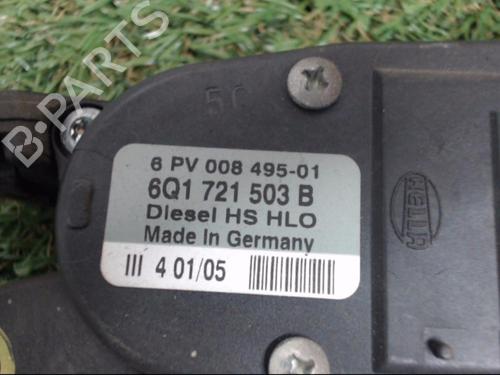 B-PARTS
50
6 PV 008 495-01
6Q1 721 503 B
Diesel HS HLO
Made in Germany
III 4 01/05
HELLA